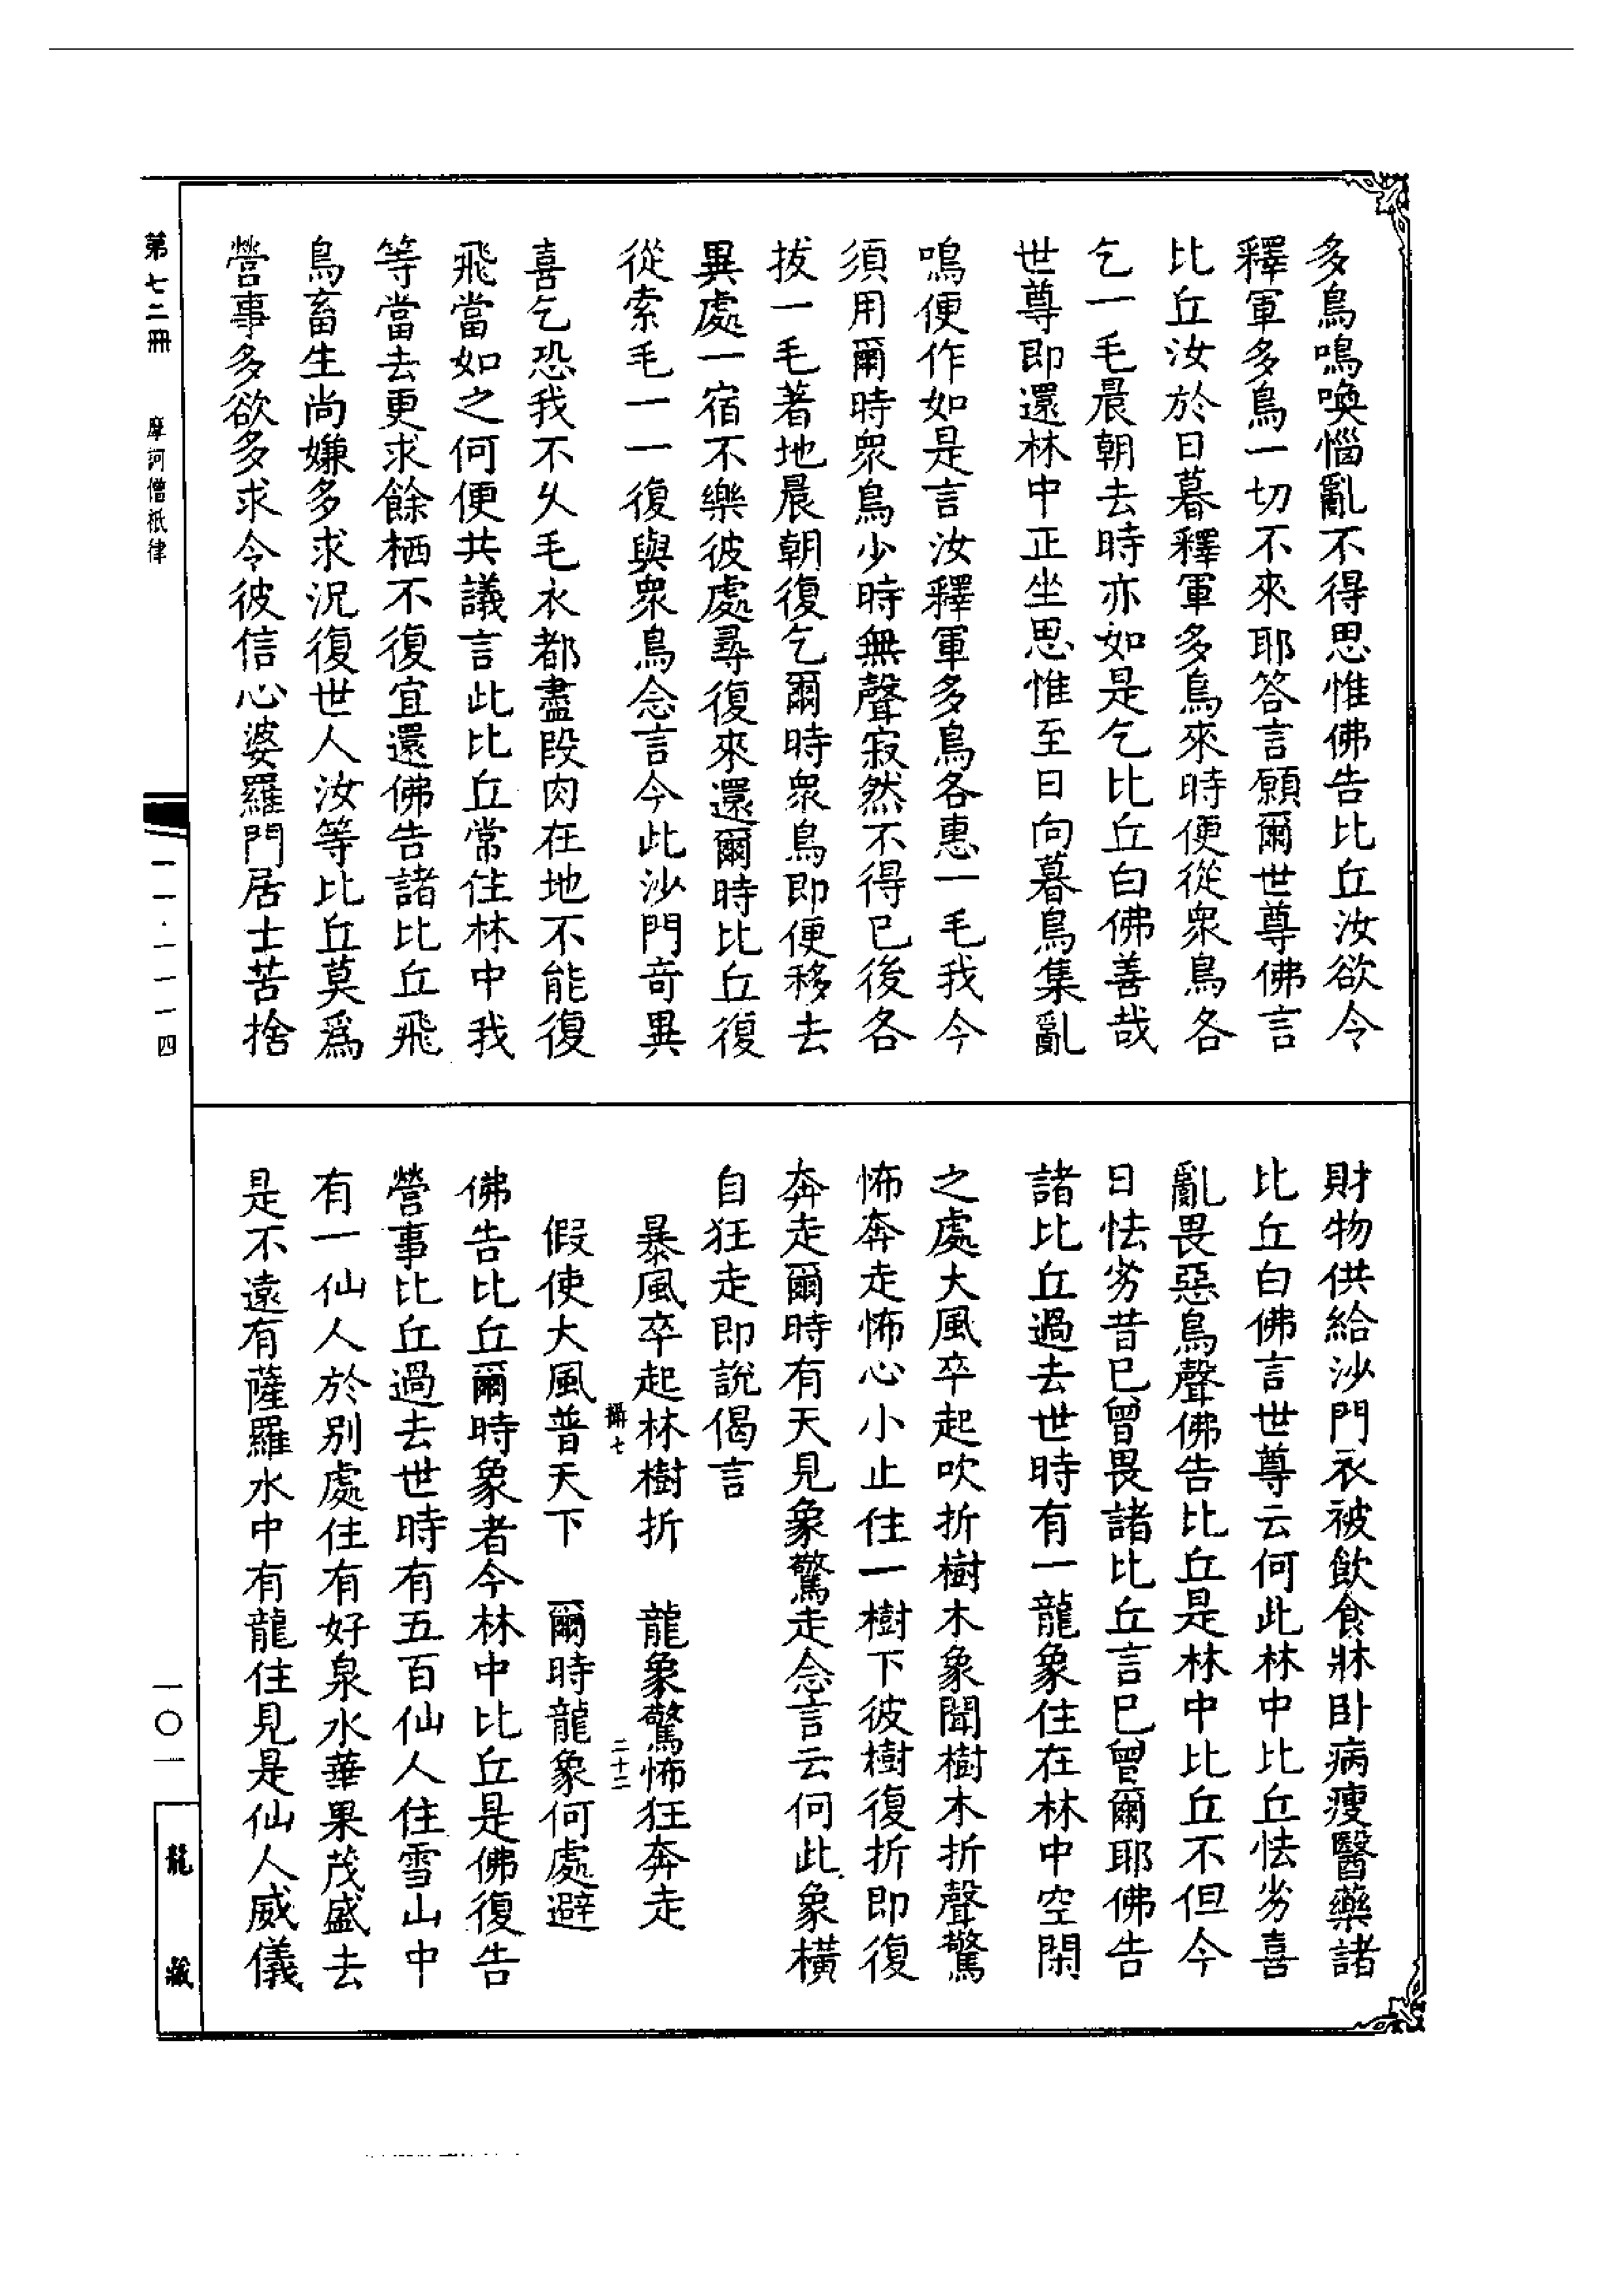 多鳥鳴喚惱亂不得思惟佛告比丘汝欲令
釋軍多鳥一切不來耶答言願爾世尊佛言
比丘汝於日暮釋軍多鳥來時便從衆鳥各
乞一毛晨朝去時亦如是乞比丘白佛善哉
世尊即還林中正坐思惟至日向暮鳥集亂
鳴便作如是言汝釋軍多鳥各惠一毛我今
須用爾時衆鳥少時無聲寂然不得已後各
拔一毛著地晨朝復乞爾時衆鳥即便移去
異處一宿不樂彼處尋復來還爾時比丘復
從索毛一一復與衆鳥念言今此沙門奇異
喜乞恐我不久毛衣都盡段肉在地不能復
飛當如之何便共議言此比丘常住林中我
等當去更求餘栖不復宜還佛告諸比丘飛
鳥畜生尚嫌多求況復世人汝等比丘莫爲
營事多欲多求令彼信心婆羅門居士苦捨
財物供給沙門衣被飲食牀臥病瘦醫藥諸
比丘白佛言世尊云何此林中比丘怯劣喜
亂畏惡鳥聲佛告比丘是林中比丘不但今
日怯劣昔已曾畏諸比丘言已曾爾耶佛告
諸比丘過去世時有一龍象住在林中空閑
之處大風卒起吹折樹木象聞樹木折聲驚
怖奔走怖心小止住一樹下彼樹復折即復
奔走爾時有天見象驚走念言云何此象橫
自狂走即說偈言
暴風卒起林樹折　龍象驚怖狂奔走
攝七　二十二
假使大風普天下　爾時龍象何處避
佛告比丘爾時象者今林中比丘是佛復告
營事比丘過去世時有五百仙人住雪山中
有一仙人於別處住有好泉水華果茂盛去
是不遠有薩羅水中有龍住見是仙人威儀
第七二冊　摩訶僧祇律
一一·一一一四
一〇一
龍藏